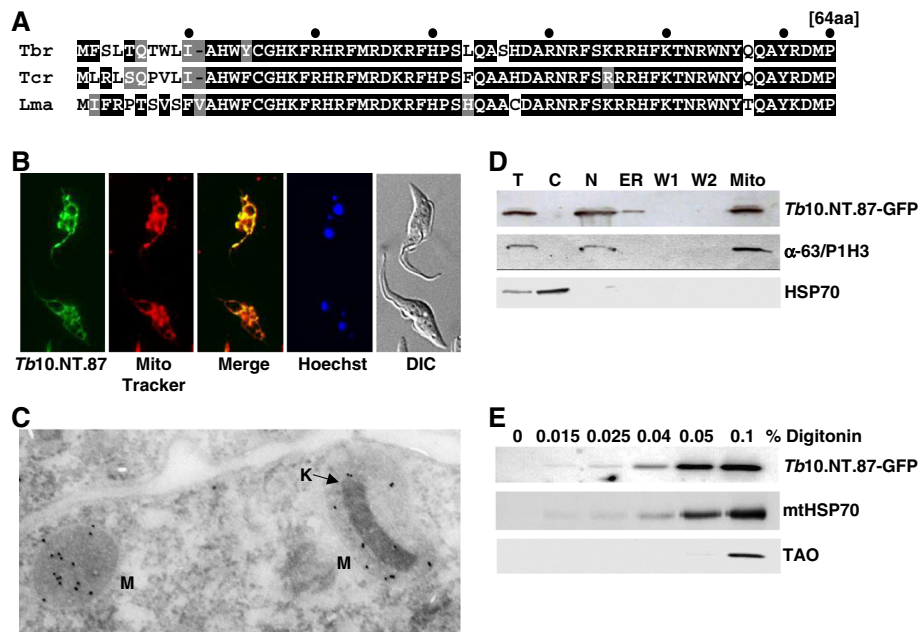 A
[64aa]
Tbr MFSLTQTWLI-AHWYCGHKFRHRFMRDKRFHPSLQASHDARNRFSKRRHFKTNRWNYQQAYRDMP
Tcr MLRLSQPVLI-AHWFCGHKFRHRFMRDKRFHPSFQAAHDARNRFSRRRHFKTNRWNYQQAYRDMP
Lma MIFRPTSVSFVAHWFCGHKFRHRFMRDKRFHPSHQAACDARNRFSKRRHFKTNRWNYTQAYKDMP
B
Tb10.NT.87 Mito Tracker Merge Hoechst DIC
C
K
M
M
D
T C N ER W1 W2 Mito
Tb10.NT.87-GFP
α-63/P1H3
HSP70
E
0 0.015 0.025 0.04 0.05 0.1 % Digitonin
Tb10.NT.87-GFP
mtHSP70
TAO